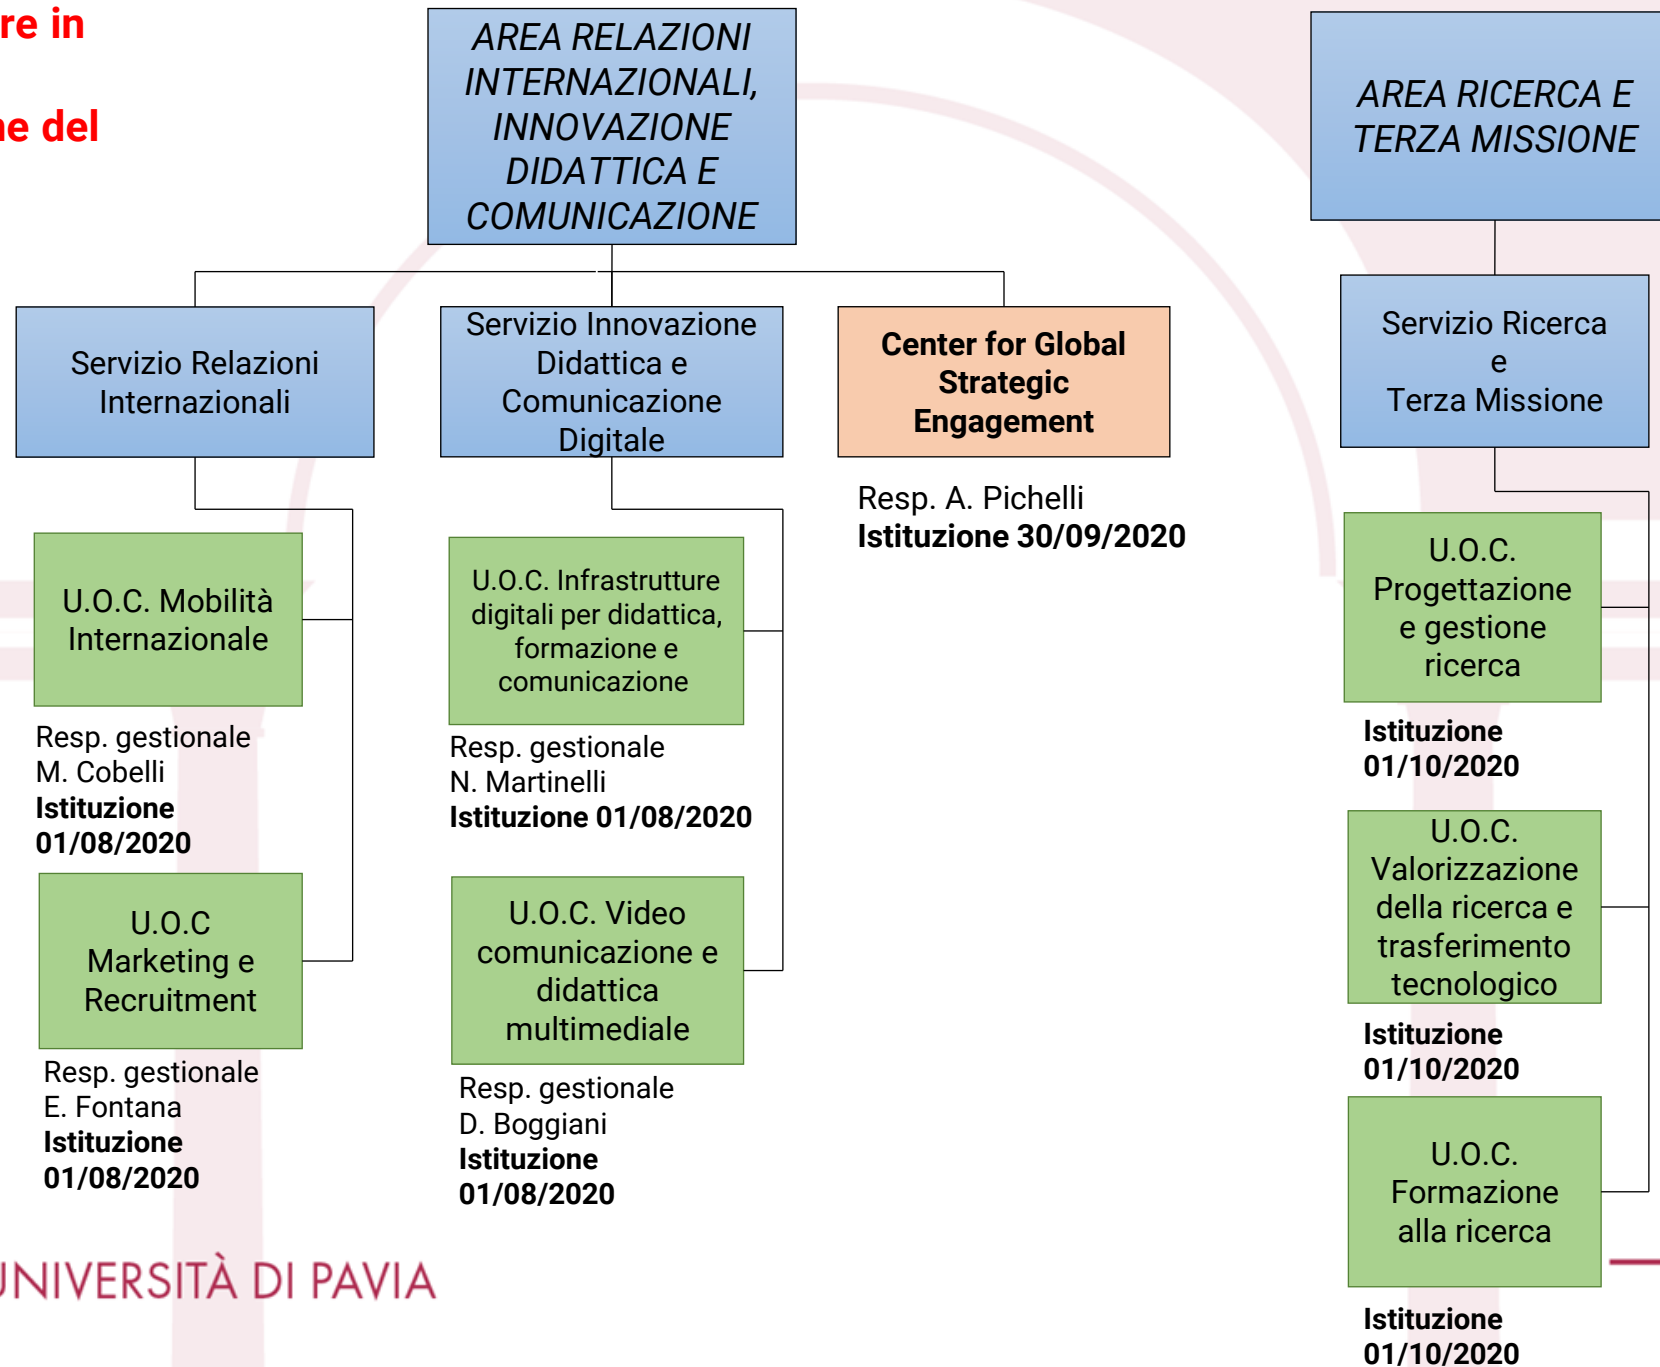 re in
ne del
AREA RELAZIONI
INTERNAZIONALI,
INNOVAZIONE
DIDATTICA E
COMUNICAZIONE
AREA RICERCA E
TERZA MISSIONE
Servizio Relazioni
Internazionali
Servizio Innovazione
Didattica e
Comunicazione
Digitale
Center for Global
Strategic
Engagement
Resp. A. Pichelli
Istituzione 30/09/2020
Servizio Ricerca
e
Terza Missione
U.O.C. Mobilità
Internazionale
Resp. gestionale
M. Cobelli
Istituzione
01/08/2020
U.O.C
Marketing e
Recruitment
Resp. gestionale
E. Fontana
Istituzione
01/08/2020
U.O.C. Infrastrutture
digitali per didattica,
formazione e
comunicazione
Resp. gestionale
N. Martinelli
Istituzione 01/08/2020
U.O.C. Video
comunicazione e
didattica
multimediale
Resp. gestionale
D. Boggiani
Istituzione
01/08/2020
U.O.C.
Progettazione
e gestione
ricerca
Istituzione
01/10/2020
U.O.C.
Valorizzazione
della ricerca e
trasferimento
tecnologico
Istituzione
01/10/2020
U.O.C.
Formazione
alla ricerca
Istituzione
01/10/2020
UNIVERSITÀ DI PAVIA